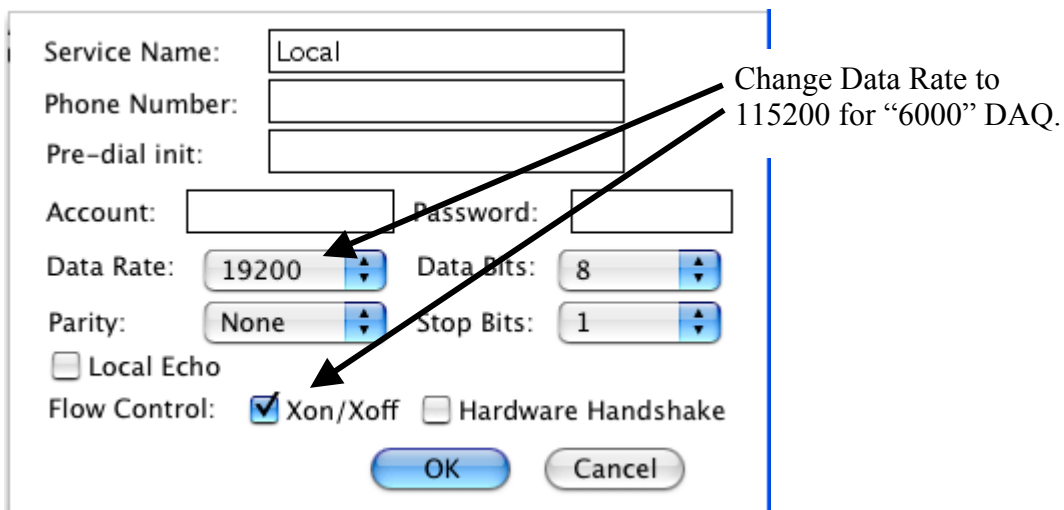 Service Name: Local
Phone Number:
Pre-dial init:
Change Data Rate to
115200 for “6000” DAQ.
Account: Password:
Data Rate: 19200 Data Bits: 8
Parity: None Stop Bits: 1
Local Echo
Flow Control: Xon/Xoff Hardware Handshake
OK Cancel